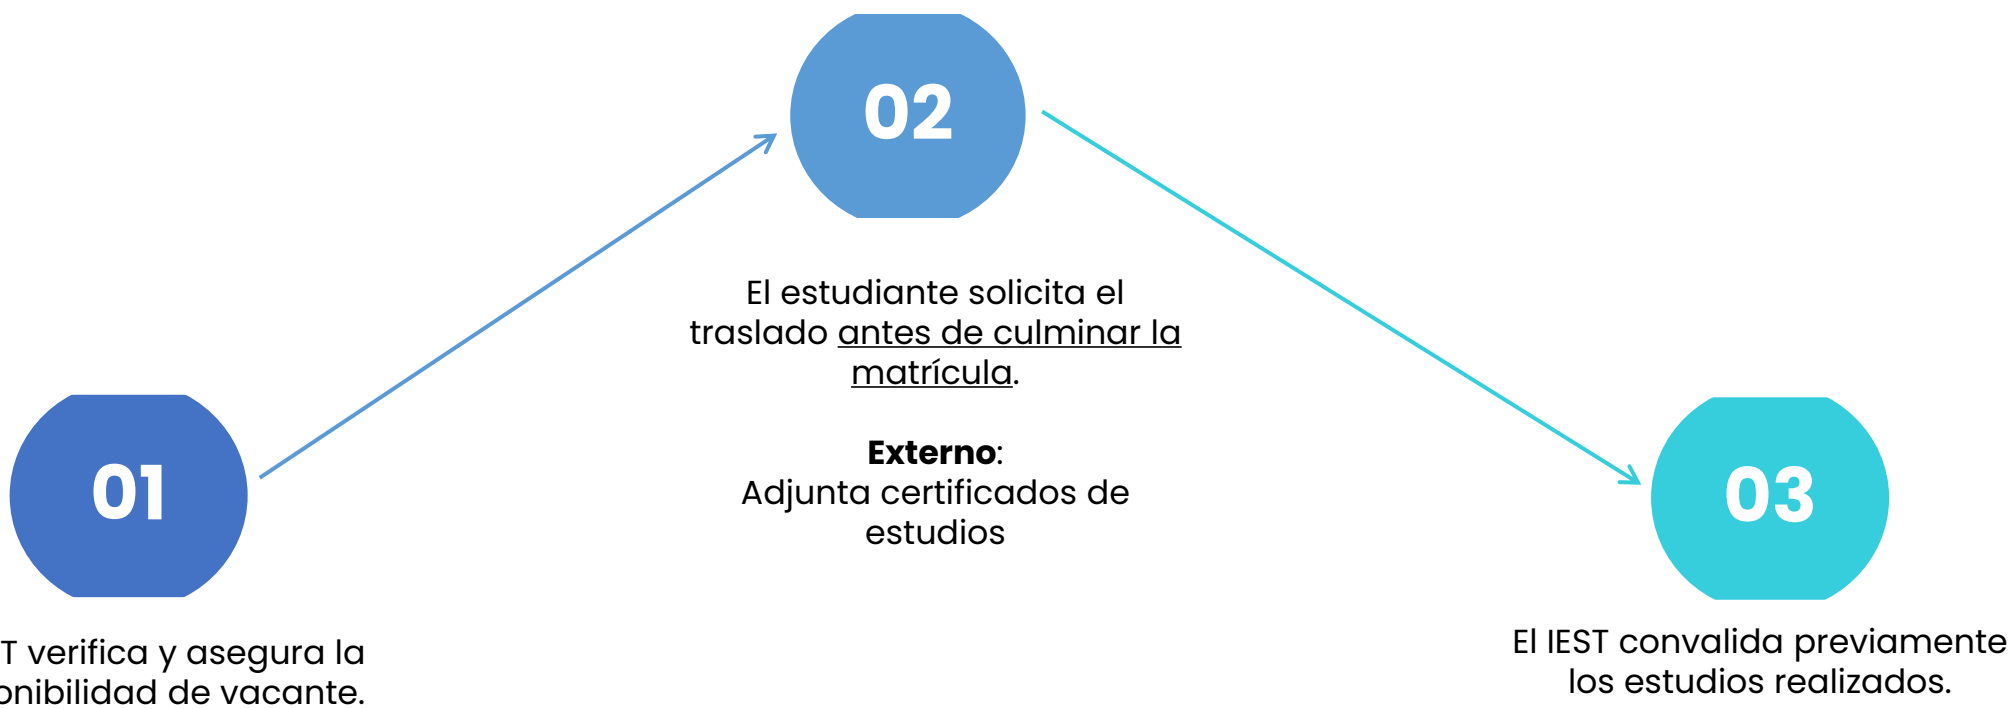 01
T verifica y asegura la
onibilidad de vacante.
02
El estudiante solicita el
traslado antes de culminar la
matrícula.
Externo:
Adjunta certificados de
estudios
03
El IEST convalida previamente
los estudios realizados.